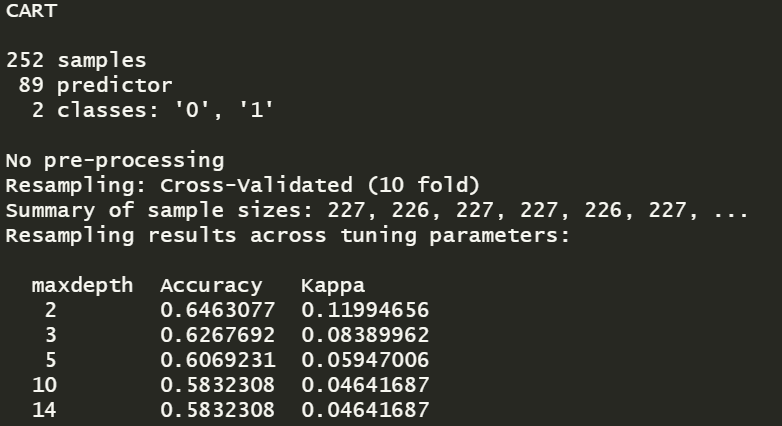 CART
252 samples
89 predictor
2 classes: '0', '1'
No pre-processing
Resampling: Cross-Validated (10 fold)
Summary of sample sizes: 227, 226, 227, 227, 226, 227, ...
Resampling results across tuning parameters:
maxdepth Accuracy Kappa
2 0.6463077 0.11994656
3 0.6267692 0.08389962
5 0.6069231 0.05947006
10 0.5832308 0.04641687
14 0.5832308 0.04641687